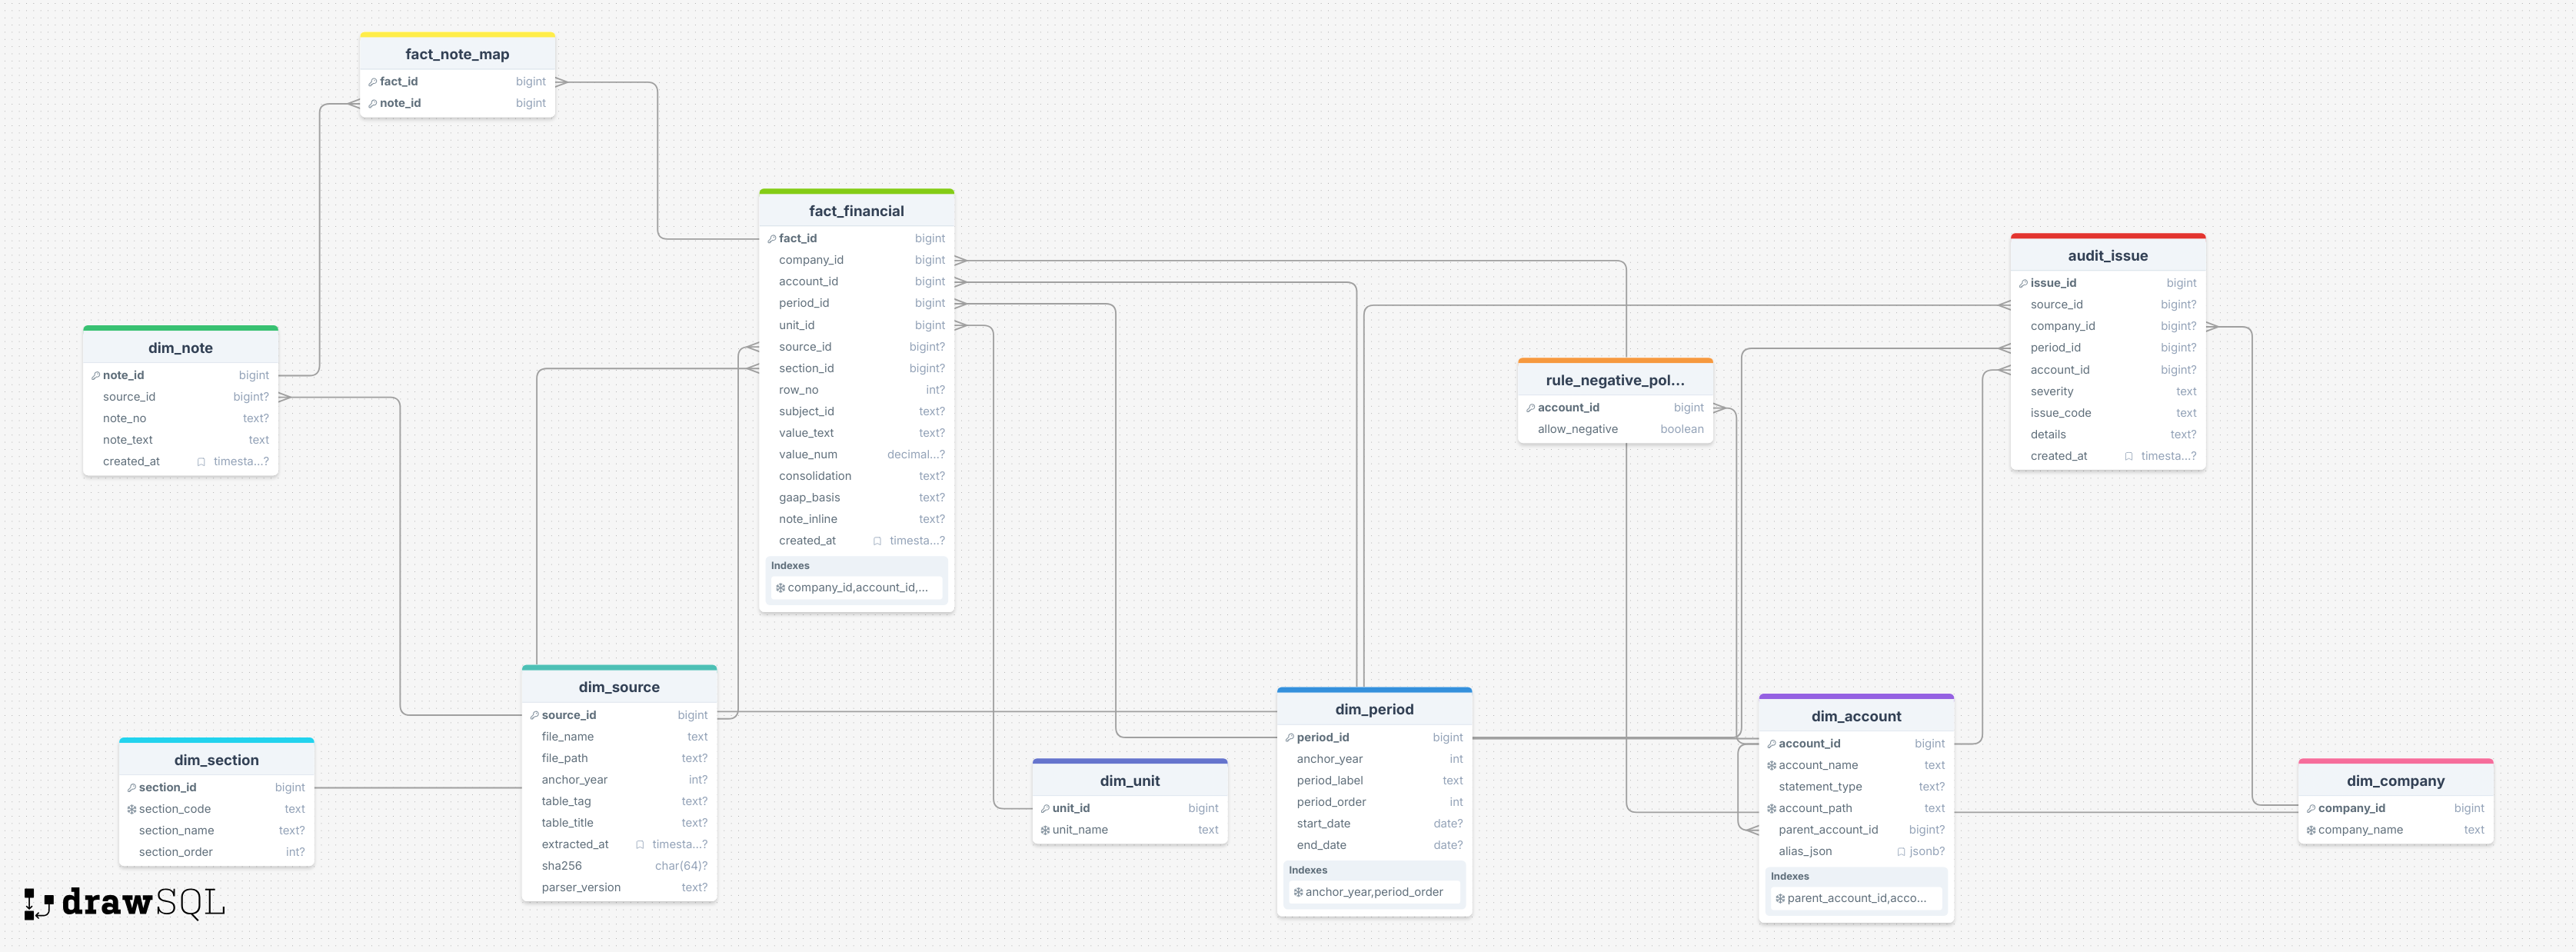 fact_note_map
fact_id bigint
note_id bigint
fact_financial
fact_id bigint
company_id bigint
account_id bigint
period_id bigint
unit_id bigint
source_id bigint?
section_id bigint?
row_no int?
subject_id text?
value_text text?
value_num decimal...?
consolidation text?
gaap_basis text?
note_inline text?
created_at timesta...?
Indexes
company_id,account_id,...
audit_issue
issue_id bigint
source_id bigint?
company_id bigint?
period_id bigint?
account_id bigint?
severity text
issue_code text
details text?
created_at timesta...?
dim_note
note_id bigint
source_id bigint?
note_no text?
note_text text
created_at timesta...?
rule_negative_pol...
account_id bigint
allow_negative boolean
dim_source
source_id bigint
file_name text
file_path text?
anchor_year int?
table_tag text?
table_title text?
extracted_at timesta...?
sha256 char(64)?
parser_version text?
dim_section
section_id bigint
section_code text
section_name text?
section_order int?
dim_unit
unit_id bigint
unit_name text
dim_period
period_id bigint
anchor_year int
period_label text
period_order int
start_date date?
end_date date?
Indexes
anchor_year,period_order
dim_account
account_id bigint
account_name text
statement_type text?
account_path text
parent_account_id bigint?
alias_json jsonb?
Indexes
parent_account_id,acco...
dim_company
company_id bigint
company_name text
drawSQL